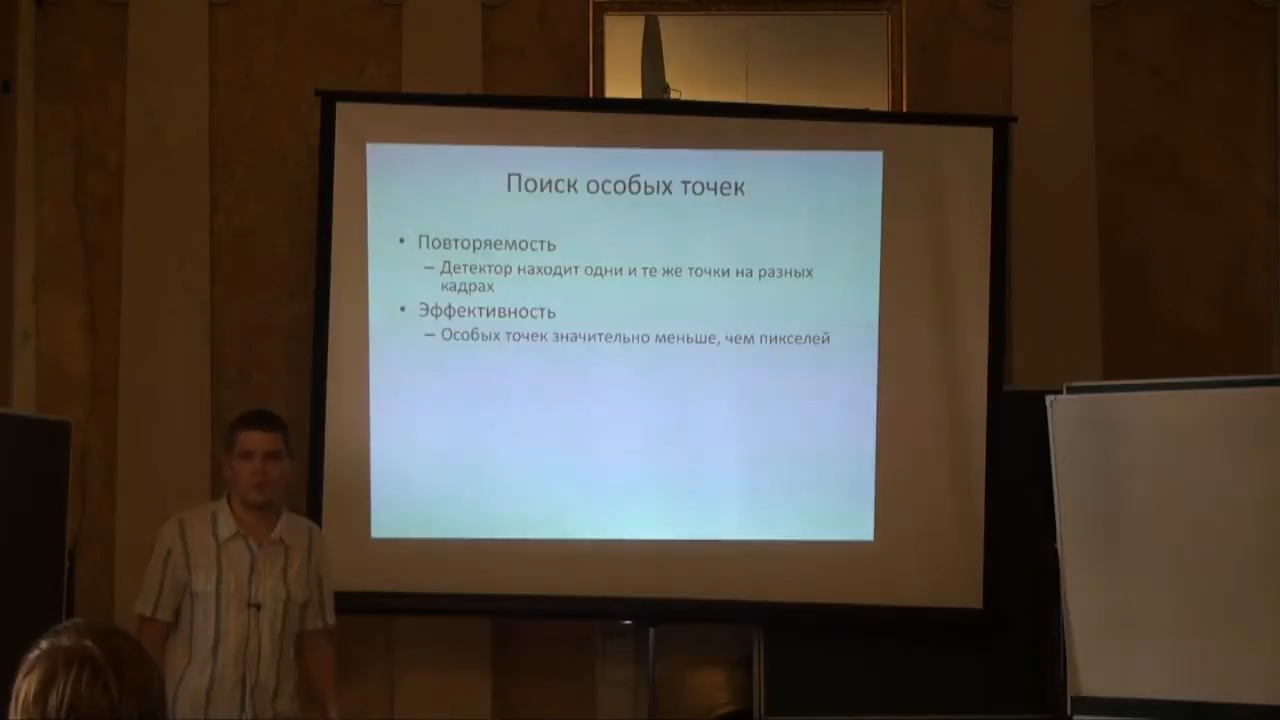 Поиск особых точек
• Повторяемость
– Детектор находит одни и те же точки на разных
кадрах
• Эффективность
– Особых точек значительно меньше, чем пикселей